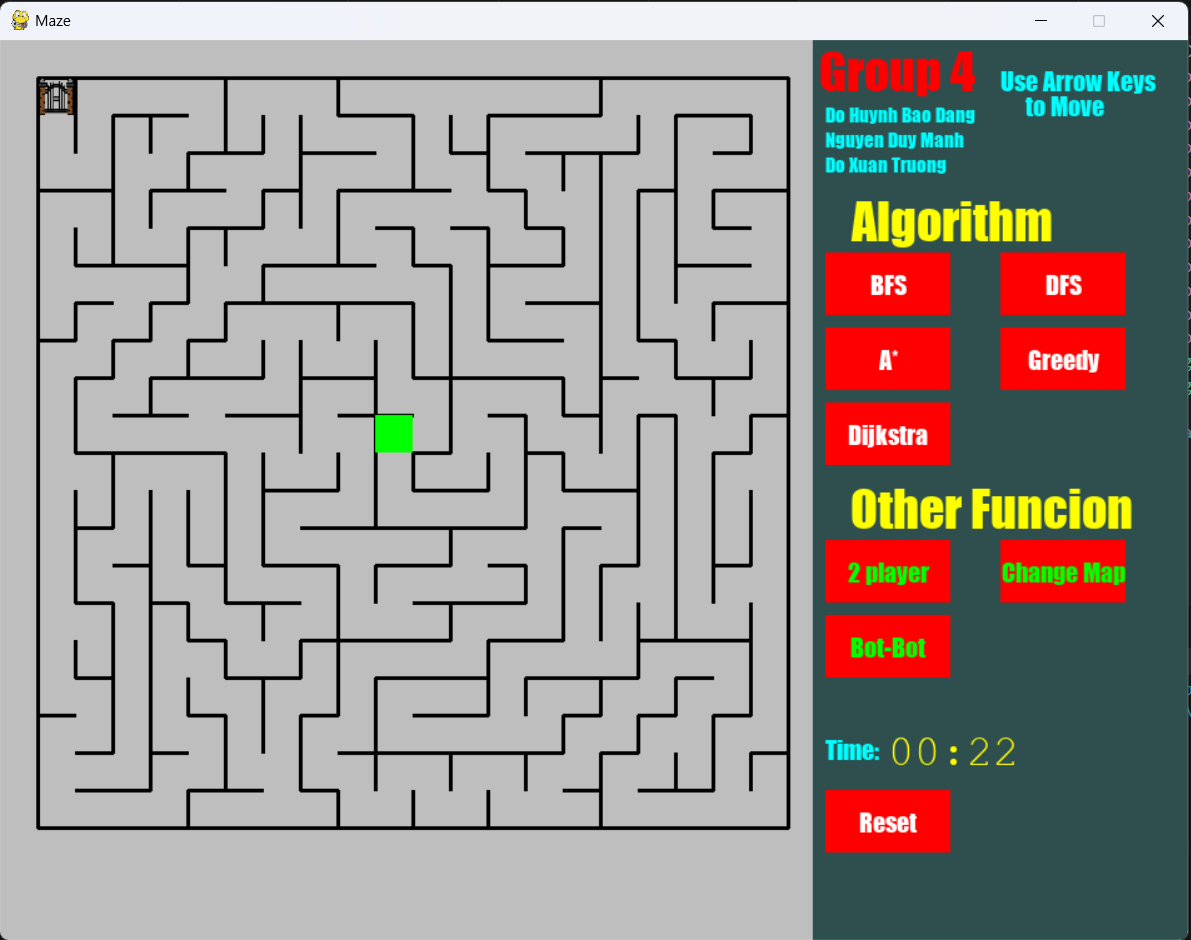 Maze
Group 4
Use Arrow Keys
to Move
Do Huynh Bao Dang
Nguyen Duy Manh
Do Xuan Truong
Algorithm
BFS
DFS
A*
Greedy
Dijkstra
Other Funcion
2 player
Change Map
Bot-Bot
Time: 00:22
Reset